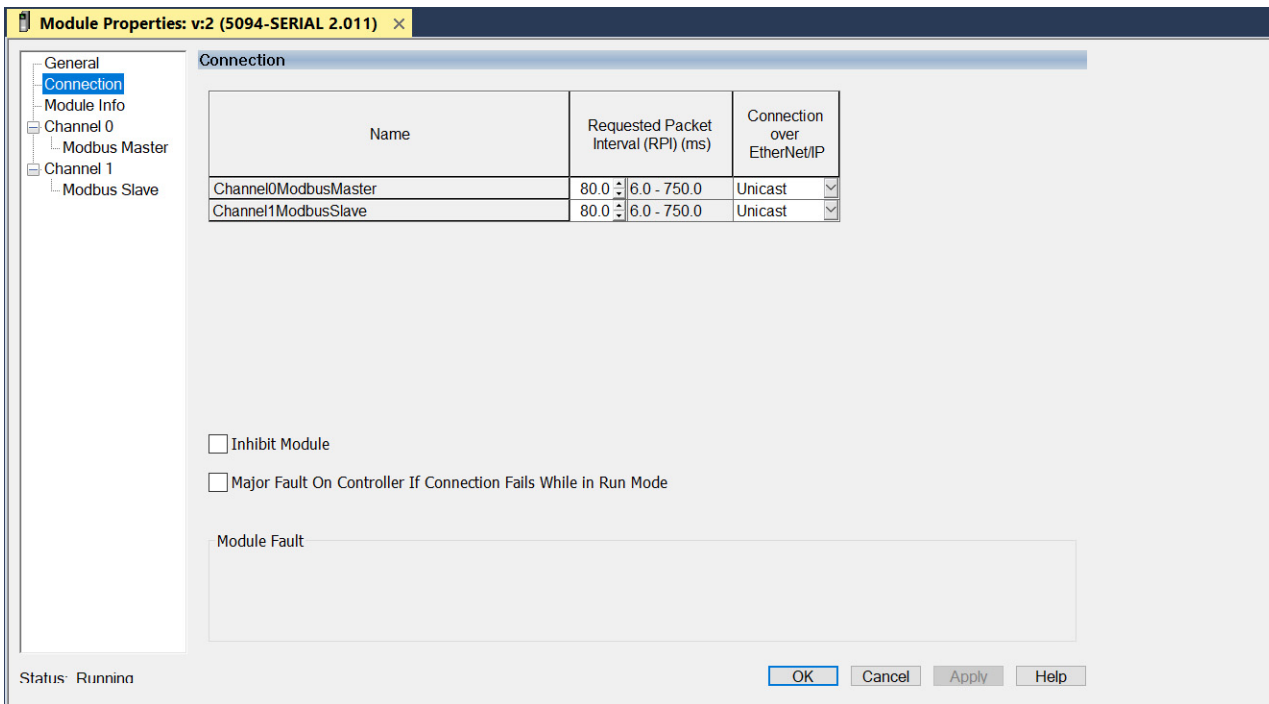 Module Properties: v:2 (5094-SERIAL 2.011) ×
General
Connection
Module Info
Channel 0
Modbus Master
Channel 1
Modbus Slave
Connection
Name
Requested Packet
Interval (RPI) (ms)
Connection
over
EtherNet/IP
Channel0ModbusMaster 80.0 6.0 - 750.0 Unicast
Channel1ModbusSlave 80.0 6.0 - 750.0 Unicast
Inhibit Module
Major Fault On Controller If Connection Fails While in Run Mode
Module Fault
Status: Running
OK Cancel Apply Help